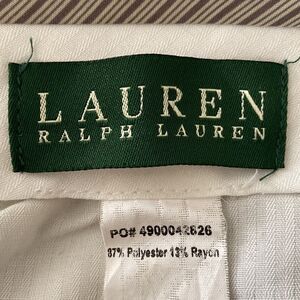 LAUREN
RALPH LAUREN
PO# 4900042626
87% Polyester 13% Rayon